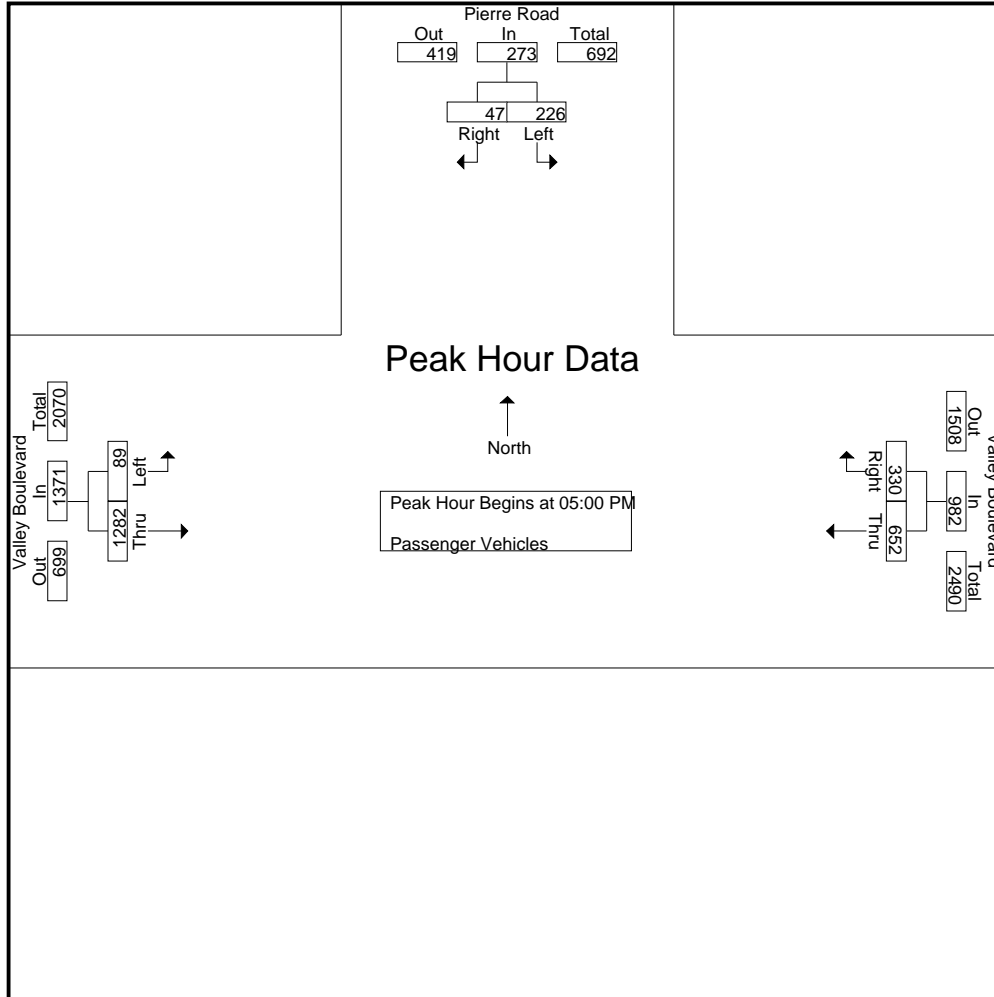 Pierre Road
Out In Total
419 273 692
47 226
Right Left
Peak Hour Data
North
Peak Hour Begins at 05:00 PM
Passenger Vehicles
Valley Boulevard
Out In Total
699 1371 2070
89 1282
Left Thru
Valley Boulevard
Out In Total
1508 982 2490
330 652
Right Thru